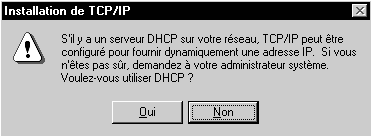 Installation de TCP/IP
S'il y a un serveur DHCP sur votre réseau, TCP/IP peut être
configuré pour fournir dynamiquement une adresse IP.  Si vous
n'êtes pas sûr, demandez à votre administrateur système.
Voulez-vous utiliser DHCP ?
Oui
Non